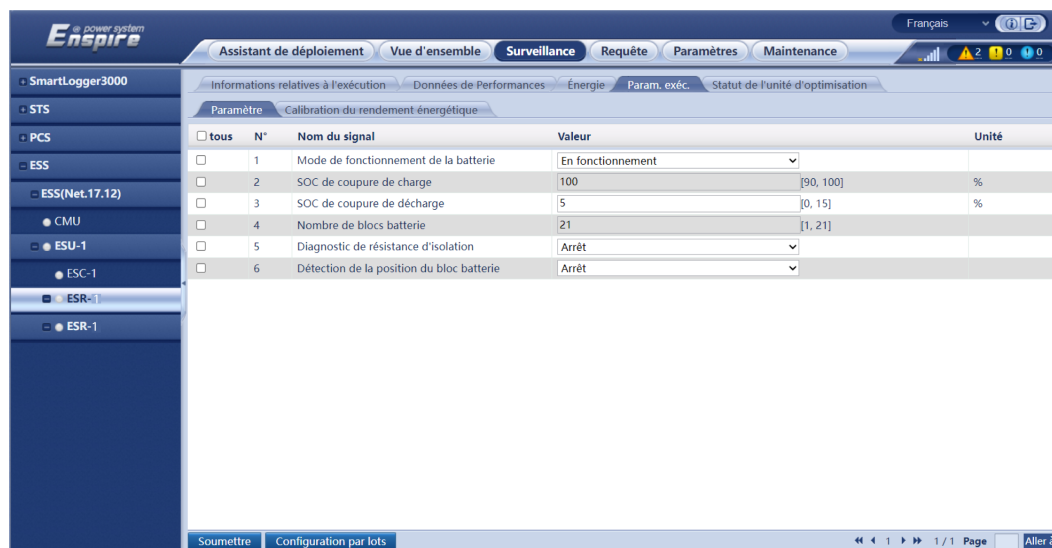 @ power system
Enspire
Français
Assistant de déploiement Vue d'ensemble Surveillance Requête Paramètres Maintenance
2 0 0
SmartLogger3000
STS
PCS
ESS
ESS(Net.17.12)
CMU
ESU-1
ESC-1
ESR-1
ESR-1
Informations relatives à l'exécution Données de Performances Énergie Param. exéc. Statut de l'unité d'optimisation
Paramètre Calibration du rendement énergétique
tous N° Nom du signal Valeur Unité
1 Mode de fonctionnement de la batterie En fonctionnement
2 SOC de coupure de charge 100 [90, 100] %
3 SOC de coupure de décharge 5 [0, 15] %
4 Nombre de blocs batterie 21 [1, 21]
5 Diagnostic de résistance d'isolation Arrêt
6 Détection de la position du bloc batterie Arrêt
Soumettre Configuration par lots 1 1/1 Page Aller à